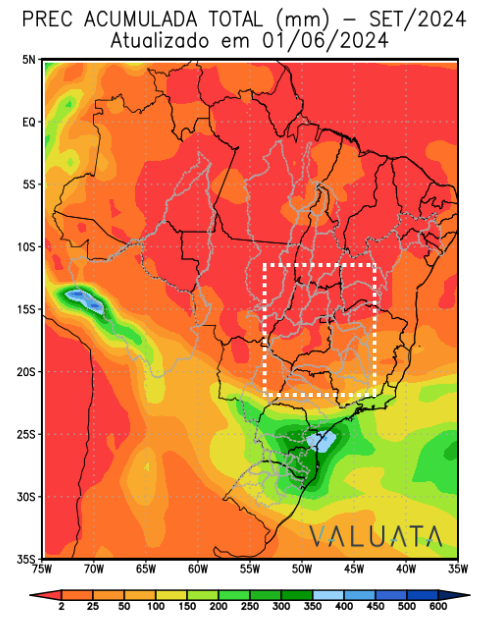 PREC ACUMULADA TOTAL (mm) – SET/2024
Atualizado em 01/06/2024
5N
EQ
5S
10S
15S
20S
25S
30S
35S
VALUATA
75W 70W 65W 60W 55W 50W 45W 40W 35W
2 25 50 100 150 200 250 300 350 400 450 500 600